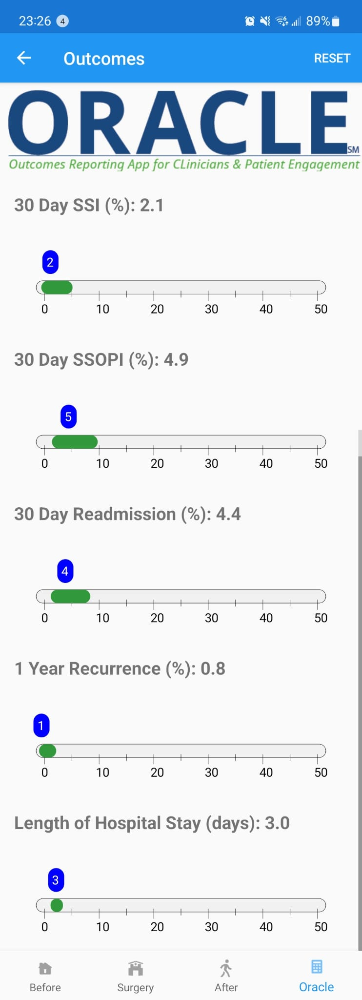 23:26 4 89%
Outcomes RESET
ORACLE SM
Outcomes Reporting App for CLinicians & Patient Engagement
30 Day SSI (%): 2.1
2
0 10 20 30 40 50
30 Day SSOPI (%): 4.9
5
0 10 20 30 40 50
30 Day Readmission (%): 4.4
4
0 10 20 30 40 50
1 Year Recurrence (%): 0.8
1
0 10 20 30 40 50
Length of Hospital Stay (days): 3.0
3
0 10 20 30 40 50
Before Surgery After Oracle